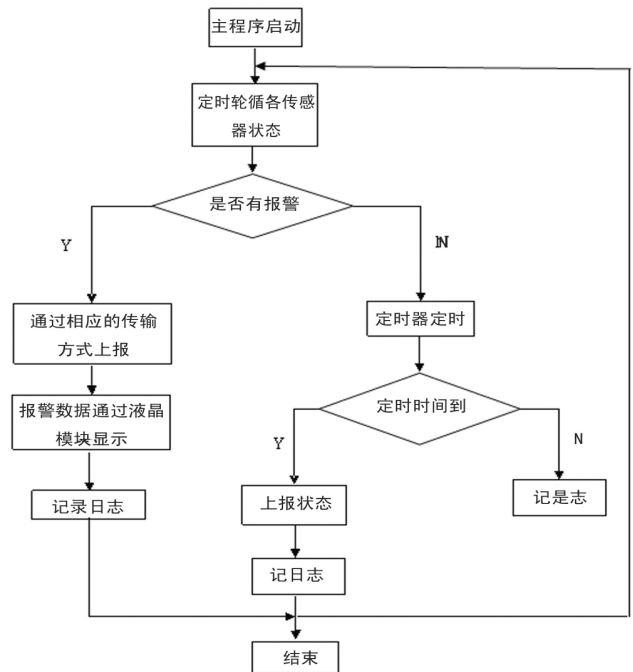 主程序启动
定时轮循各传感
器状态
是否有报警
Y
N
通过相应的传输
方式上报
定时器定时
报警数据通过液晶
模块显示
定时时间到
Y
N
记录日志
上报状态
记是志
记日志
结束